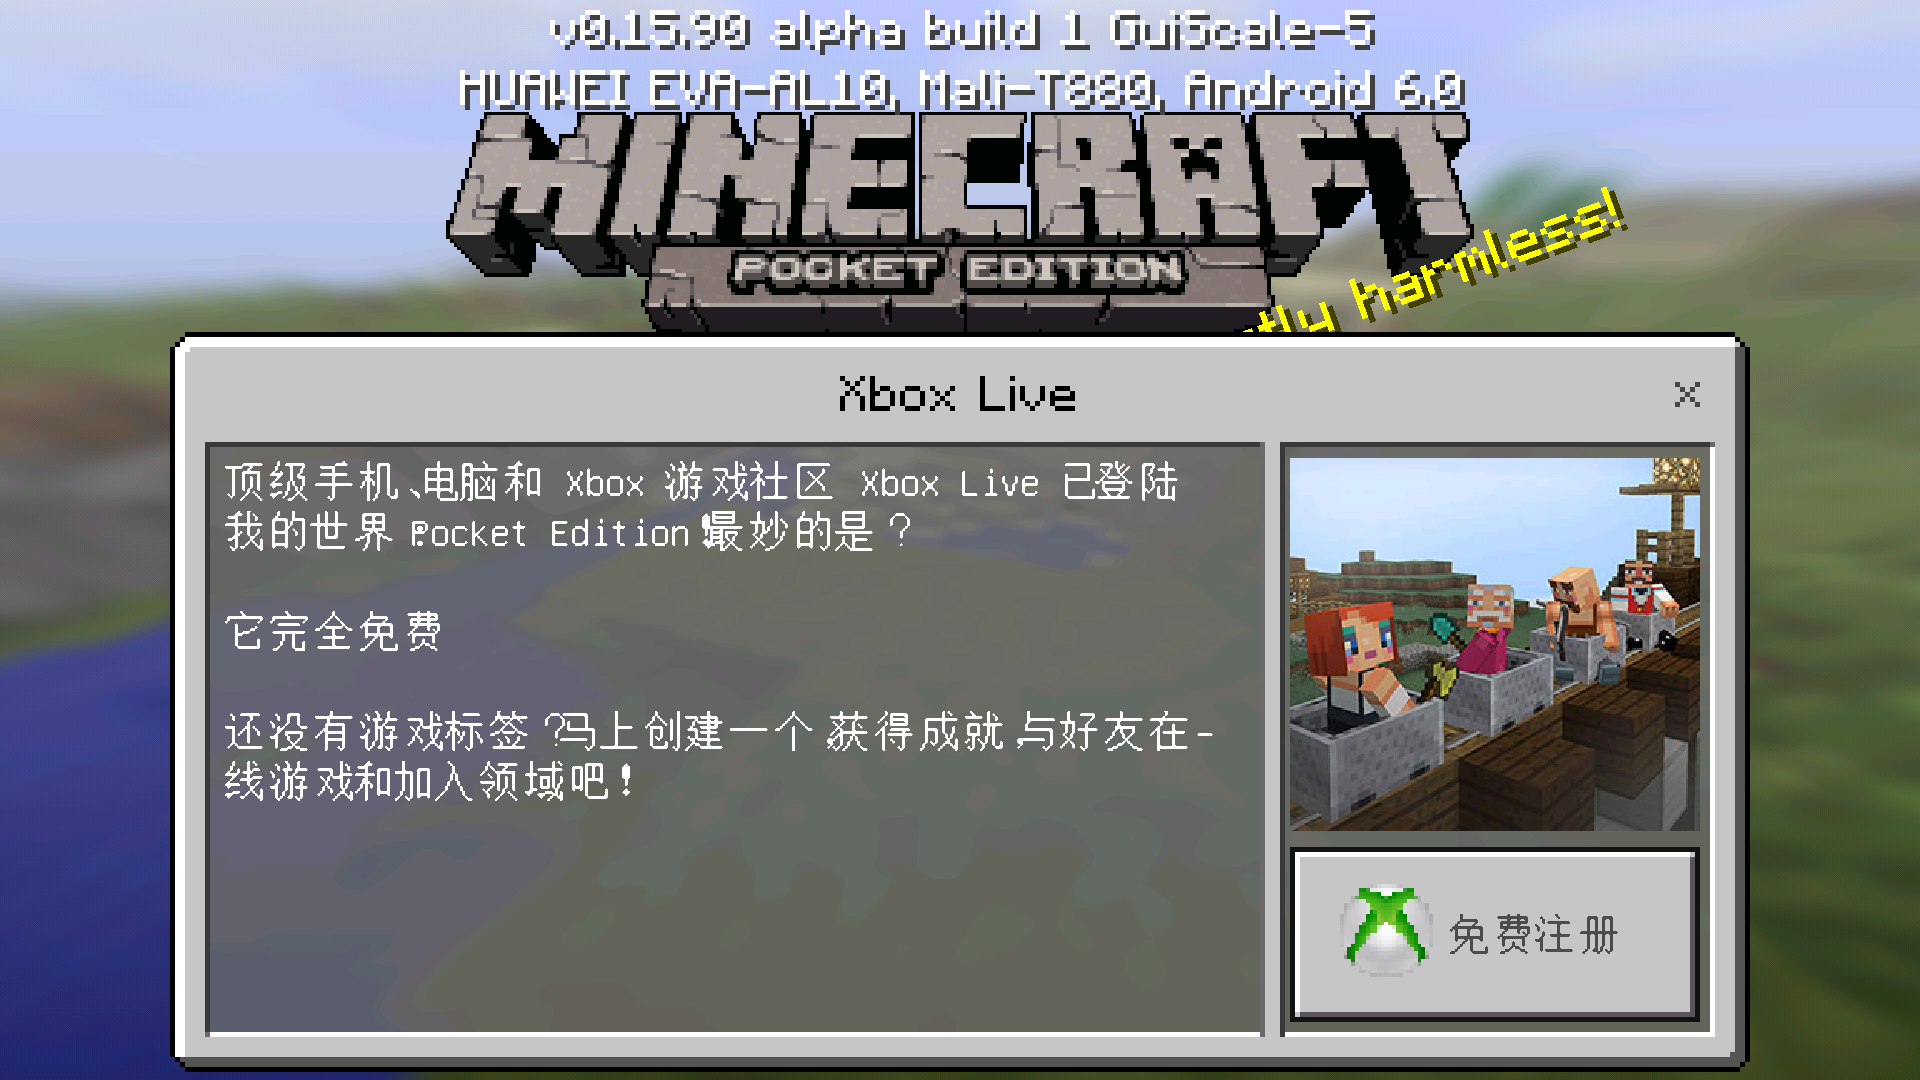 v0.15.90 alpha build 1 GuiScale-5
HUAWEI EVA-AL10, Mali-T880, Android 6.0
MINECRAFT
POCKET EDITION
harmless!
Xbox Live
顶级手机、电脑和 Xbox 游戏社区 Xbox Live 已登陆
我的世界：Pocket Edition！最妙的是？
它完全免费
还没有游戏标签？马上创建一个，获得成就，与好友在-
线游戏和加入领域吧！
免费注册